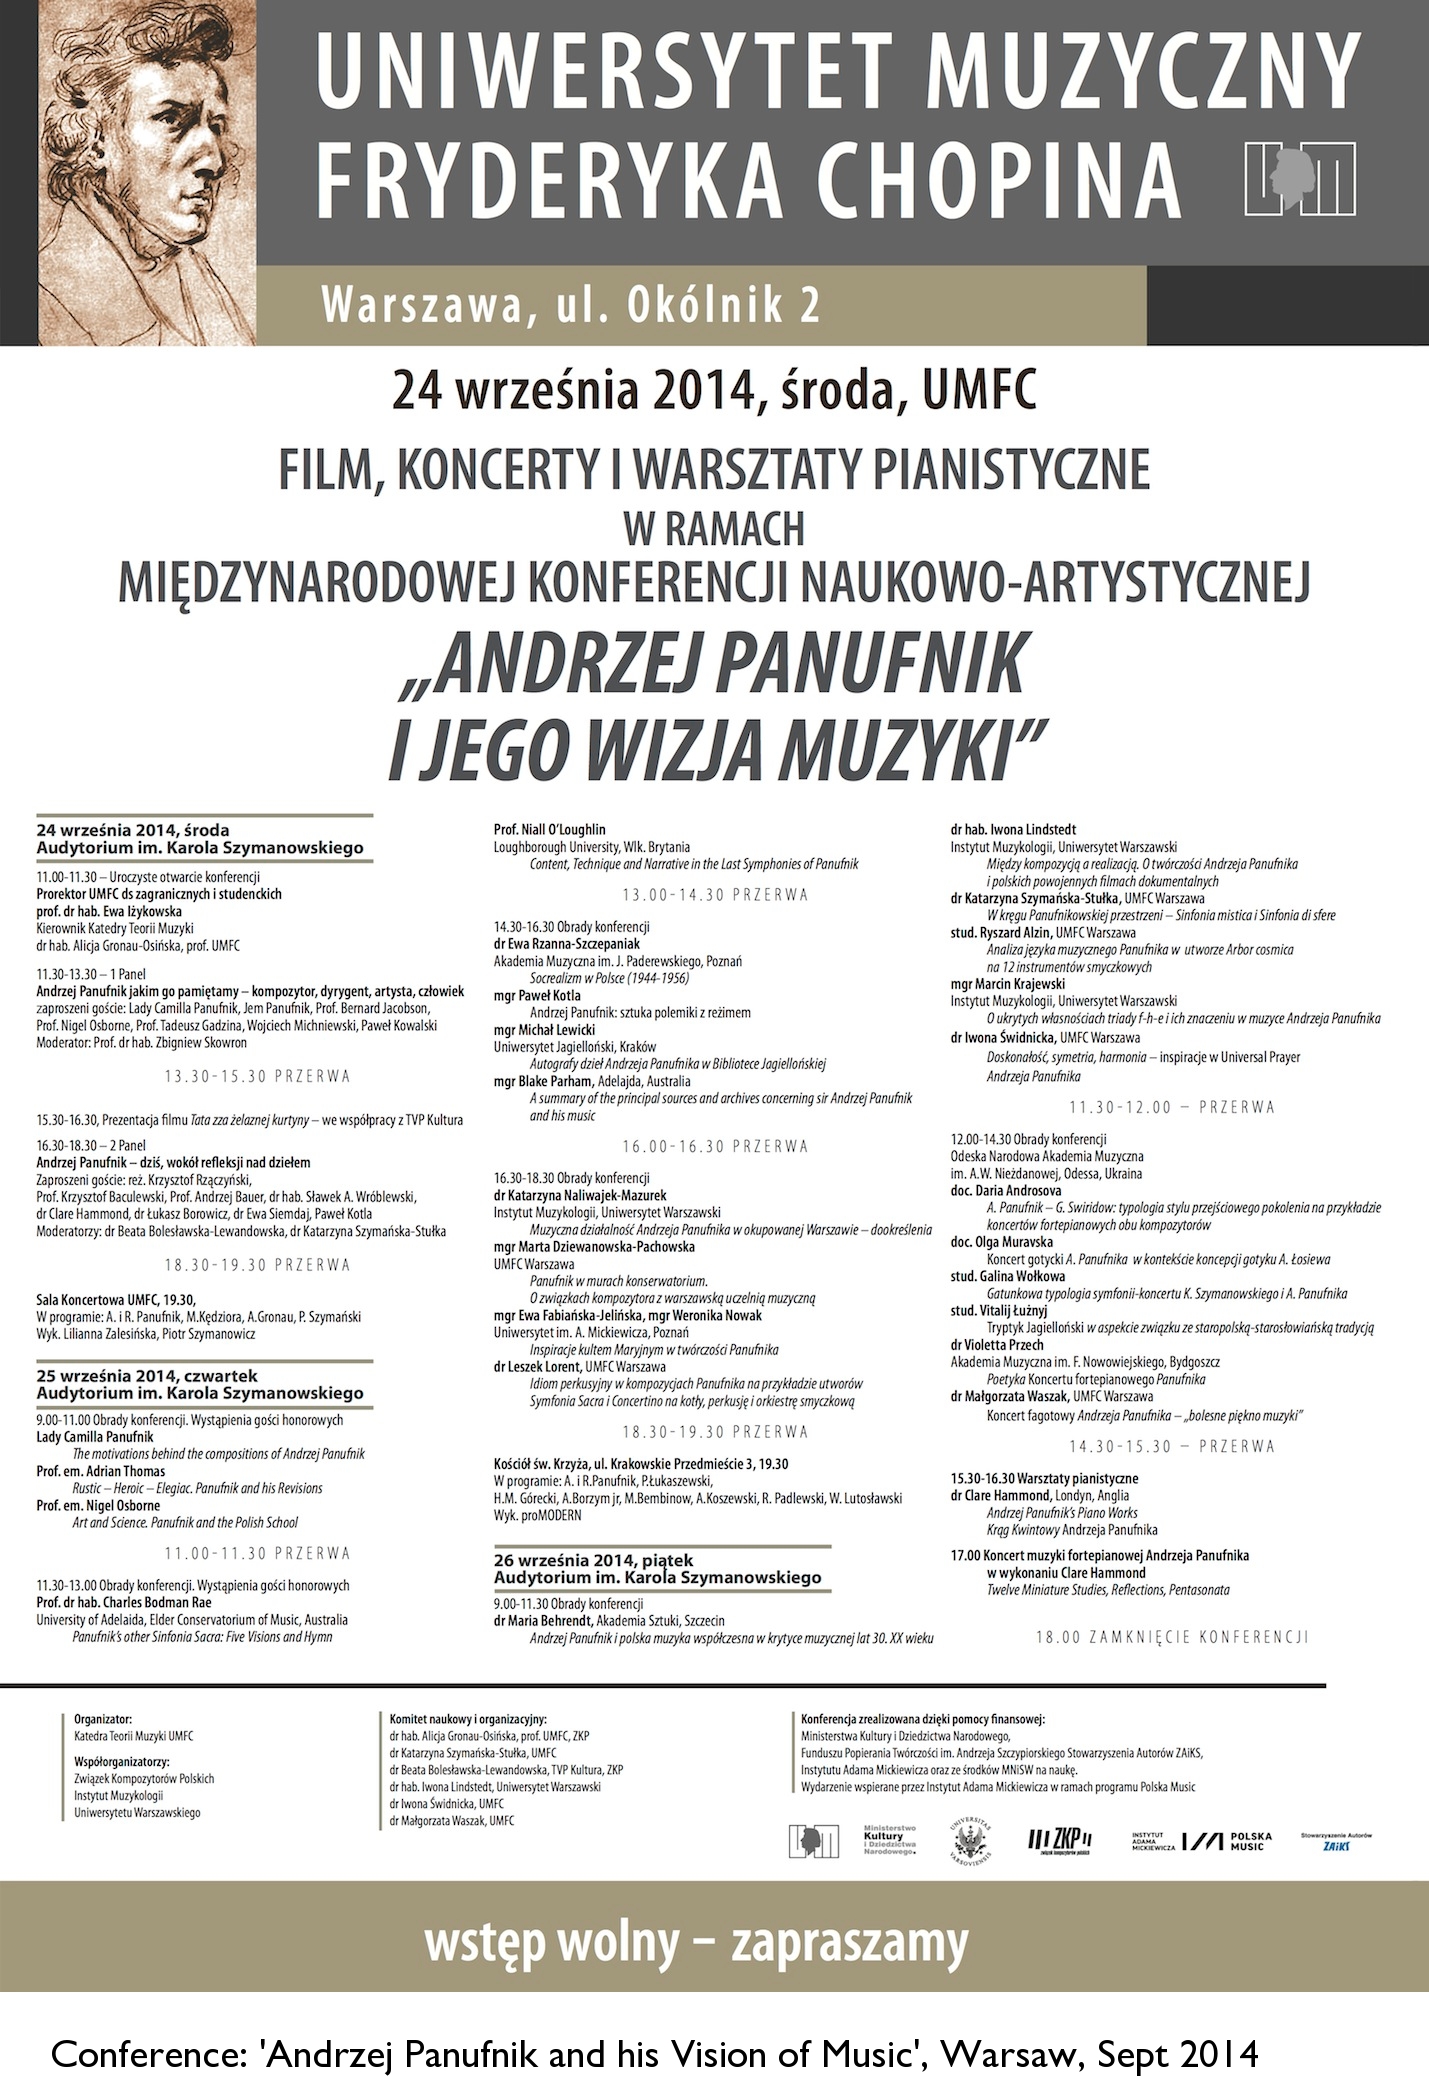 UNIWERSYTET MUZYCZNY
FRYDERYKA CHOPINA
Warszawa, ul. Okólnik 2
24 września 2014, środa, UMFC
FILM, KONCERTY I WARSZTATY PIANISTYCZNE
W RAMACH
MIĘDZYNARODOWEJ KONFERENCJI NAUKOWO-ARTYSTYCZNEJ
„ANDRZEJ PANUFNIK
I JEGO WIZJA MUZYKI”
24 września 2014, środa
Audytorium im. Karola Szymanowskiego
11.00-11.30 – Uroczyste otwarcie konferencji
Prorektor UMFC ds zagranicznych i studenckich
prof. dr hab. Ewa Iżykowska
Kierownik Katedry Teorii Muzyki
dr hab. Alicja Gronau-Osińska, prof. UMFC
11.30-13.30 – 1 Panel
Andrzej Panufnik jakim go pamiętamy – kompozytor, dyrygent, artysta, człowiek
zaproszeni goście: Lady Camilla Panufnik, Jem Panufnik, Prof. Bernard Jacobson,
Prof. Nigel Osborne, Prof. Tadeusz Gadzina, Wojciech Michniewski, Paweł Kowalski
Moderator: Prof. dr hab. Zbigniew Skowron
13.30-15.30 PRZERWA
15.30-16.30, Prezentacja filmu Tata zza żelaznej kurtyny – we współpracy z TVP Kultura
16.30-18.30 – 2 Panel
Andrzej Panufnik – dziś, wokół refleksji nad dziełem
Zaproszeni goście: reż. Krzysztof Rzączyński,
Prof. Krzysztof Baculewski, Prof. Andrzej Bauer, dr hab. Sławek A. Wróblewski,
dr Clare Hammond, dr Łukasz Borowicz, dr Ewa Siemdaj, Paweł Kotla
Moderatorzy: dr Beata Bolesławska-Lewandowska, dr Katarzyna Szymańska-Stułka
18.30-19.30 PRZERWA
Sala Koncertowa UMFC, 19.30,
W programie: A. i R. Panufnik, M.Kędziora, A.Gronau, P. Szymański
Wyk. Lilianna Zalesińska, Piotr Szymanowicz
25 września 2014, czwartek
Audytorium im. Karola Szymanowskiego
9.00-11.00 Obrady konferencji. Wystąpienia gości honorowych
Lady Camilla Panufnik
The motivations behind the compositions of Andrzej Panufnik
Prof. em. Adrian Thomas
Rustic – Heroic – Elegiac. Panufnik and his Revisions
Prof. em. Nigel Osborne
Art and Science. Panufnik and the Polish School
11.00-11.30 PRZERWA
11.30-13.00 Obrady konferencji. Wystąpienia gości honorowych
Prof. dr hab. Charles Bodman Rae
University of Adelaida, Elder Conservatorium of Music, Australia
Panufnik's other Sinfonia Sacra: Five Visions and Hymn
Prof. Niall O'Loughlin
Loughborough University, Wlk. Brytania
Content, Technique and Narrative in the Last Symphonies of Panufnik
13.00-14.30 PRZERWA
14.30-16.30 Obrady konferencji
dr Ewa Rzanna-Szczepaniak
Akademia Muzyczna im. J. Paderewskiego, Poznań
Socrealizm w Polsce (1944-1956)
mgr Paweł Kotla
Andrzej Panufnik: sztuka polemiki z reżimem
mgr Michał Lewicki
Uniwersytet Jagielloński, Kraków
Autografy dzieł Andrzeja Panufnika w Bibliotece Jagiellońskiej
mgr Blake Parham, Adelajda, Australia
A summary of the principal sources and archives concerning sir Andrzej Panufnik
and his music
16.00-16.30 PRZERWA
16.30-18.30 Obrady konferencji
dr Katarzyna Naliwajek-Mazurek
Instytut Muzykologii, Uniwersytet Warszawski
Muzyczna działalność Andrzeja Panufnika w okupowanej Warszawie – dookreślenia
mgr Marta Dziewanowska-Pachowska
UMFC Warszawa
Panufnik w murach konserwatorium.
O związkach kompozytora z warszawską uczelnią muzyczną
mgr Ewa Fabiańska-Jelińska, mgr Weronika Nowak
Uniwersytet im. A. Mickiewicza, Poznań
Inspiracje kultem Maryjnym w twórczości Panufnika
dr Leszek Lorent, UMFC Warszawa
Idiom perkusyjny w kompozycjach Panufnika na przykładzie utworów
Symfonia Sacra i Concertino na kotły, perkusję i orkiestrę smyczkową
18.30-19.30 PRZERWA
Kościół św. Krzyża, ul. Krakowskie Przedmieście 3, 19.30
W programie: A. i R.Panufnik, P.Łukaszewski,
H.M. Górecki, A.Borzym jr, M.Bembinow, A.Koszewski, R. Padlewski, W. Lutosławski
Wyk. proMODERN
26 września 2014, piątek
Audytorium im. Karola Szymanowskiego
9.00-11.30 Obrady konferencji
dr Maria Behrendt, Akademia Sztuki, Szczecin
Andrzej Panufnik i polska muzyka współczesna w krytyce muzycznej lat 30. XX wieku
dr hab. Iwona Lindstedt
Instytut Muzykologii, Uniwersytet Warszawski
Między kompozycją a realizacją. O twórczości Andrzeja Panufnika
i polskich powojennych filmach dokumentalnych
dr Katarzyna Szymańska-Stułka, UMFC Warszawa
W kręgu Panufnikowskiej przestrzeni – Sinfonia mistica i Sinfonia di sfere
stud. Ryszard Alzin, UMFC Warszawa
Analiza języka muzycznego Panufnika w utworze Arbor cosmica
na 12 instrumentów smyczkowych
mgr Marcin Krajewski
Instytut Muzykologii, Uniwersytet Warszawski
O ukrytych własnościach triady f-h-e i ich znaczeniu w muzyce Andrzeja Panufnika
dr Iwona Świdnicka, UMFC Warszawa
Doskonałość, symetria, harmonia – inspiracje w Universal Prayer
Andrzeja Panufnika
11.30-12.00 – PRZERWA
12.00-14.30 Obrady konferencji
Odeska Narodowa Akademia Muzyczna
im. A.W. Nieżdanowej, Odessa, Ukraina
doc. Daria Androsova
A. Panufnik – G. Swiridow: typologia stylu przejściowego pokolenia na przykładzie
koncertów fortepianowych obu kompozytorów
doc. Olga Muravska
Koncert gotycki A. Panufnika w kontekście koncepcji gotyku A. Łosiewa
stud. Galina Wołkowa
Gatunkowa typologia symfonii-koncertu K. Szymanowskiego i A. Panufnika
stud. Vitalij Łużnyj
Tryptyk Jagielloński w aspekcie związku ze staropolską-starosłowiańską tradycją
dr Violetta Przech
Akademia Muzyczna im. F. Nowowiejskiego, Bydgoszcz
Poetyka Koncertu fortepianowego Panufnika
dr Małgorzata Waszak, UMFC Warszawa
Koncert fagotowy Andrzeja Panufnika – „bolesne piękno muzyki”
14.30-15.30 – PRZERWA
15.30-16.30 Warsztaty pianistyczne
dr Clare Hammond, Londyn, Anglia
Andrzej Panufnik's Piano Works
Krąg Kwintowy Andrzeja Panufnika
17.00 Koncert muzyki fortepianowej Andrzeja Panufnika
w wykonaniu Clare Hammond
Twelve Miniature Studies, Reflections, Pentasonata
18.00 ZAMKNIĘCIE KONFERENCJI
Organizator:
Katedra Teorii Muzyki UMFC
Współorganizatorzy:
Związek Kompozytorów Polskich
Instytut Muzykologii
Uniwersytetu Warszawskiego
Komitet naukowy i organizacyjny:
dr hab. Alicja Gronau-Osińska, prof. UMFC, ZKP
dr Katarzyna Szymańska-Stułka, UMFC
dr Beata Bolesławska-Lewandowska, TVP Kultura, ZKP
dr hab. Iwona Lindstedt, Uniwersytet Warszawski
dr Iwona Świdnicka, UMFC
dr Małgorzata Waszak, UMFC
Konferencja zrealizowana dzięki pomocy finansowej:
Ministerstwa Kultury i Dziedzictwa Narodowego,
Funduszu Popierania Twórczości im. Andrzeja Szczypiorskiego Stowarzyszenia Autorów ZAiKS,
Instytutu Adama Mickiewicza oraz ze środków MNiSW na naukę.
Wydarzenie wspierane przez Instytut Adama Mickiewicza w ramach programu Polska Music
Ministerstwo
Kultury
i Dziedzictwa
Narodowego.
UNIVERSITAS
VARSOVIENSIS
ZKP
związek kompozytorów polskich
INSTYTUT
ADAM
MICKIEWICZA
POLSKA
MUSIC
Stowarzyszenie Autorów
ZAiKS
wstęp wolny – zapraszamy
Conference: 'Andrzej Panufnik and his Vision of Music', Warsaw, Sept 2014